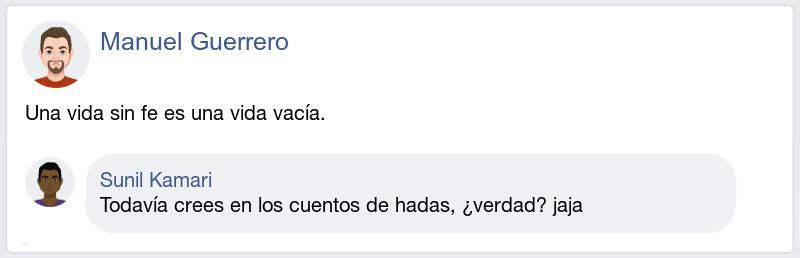 Manuel Guerrero
Una vida sin fe es una vida vacía.
Sunil Kamari
Todavía crees en los cuentos de hadas, ¿verdad? jaja